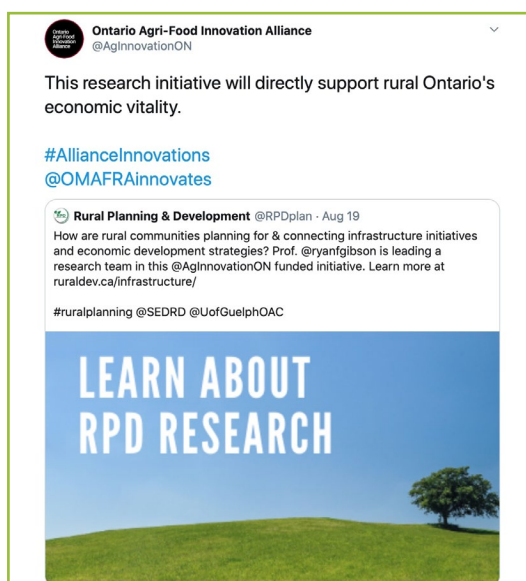 Ontario Agri-Food Innovation Alliance
@AgInnovationON
This research initiative will directly support rural Ontario's
economic vitality.
#AllianceInnovations
@OMAFRAinnovates
Rural Planning & Development @RPDplan · Aug 19
How are rural communities planning for & connecting infrastructure initiatives
and economic development strategies? Prof. @ryanfgibson is leading a
research team in this @AgInnovationON funded initiative. Learn more at
ruraldev.ca/infrastructure/
#ruralplanning @SEDRD @UofGuelphOAC
LEARN ABOUT
RPD RESEARCH